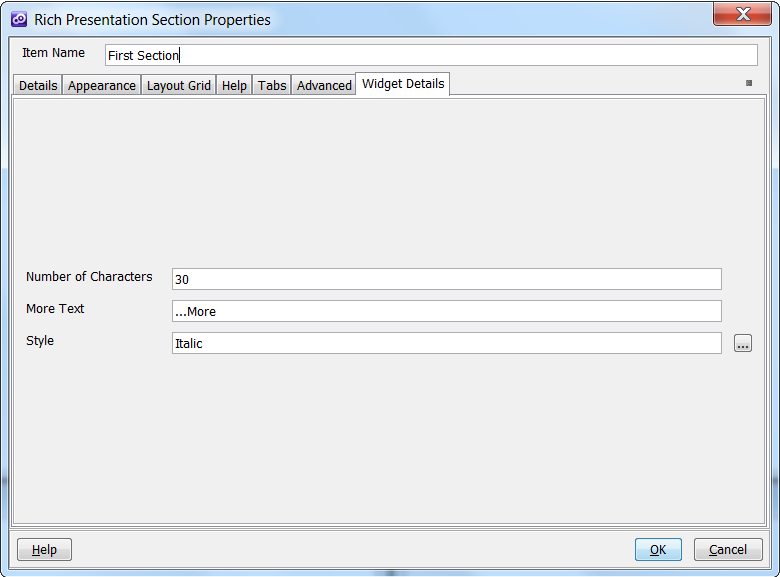 Rich Presentation Section Properties
Item Name First Section
Details Appearance Layout Grid Help Tabs Advanced Widget Details
Number of Characters 30
More Text ...More
Style Italic ...
Help OK Cancel